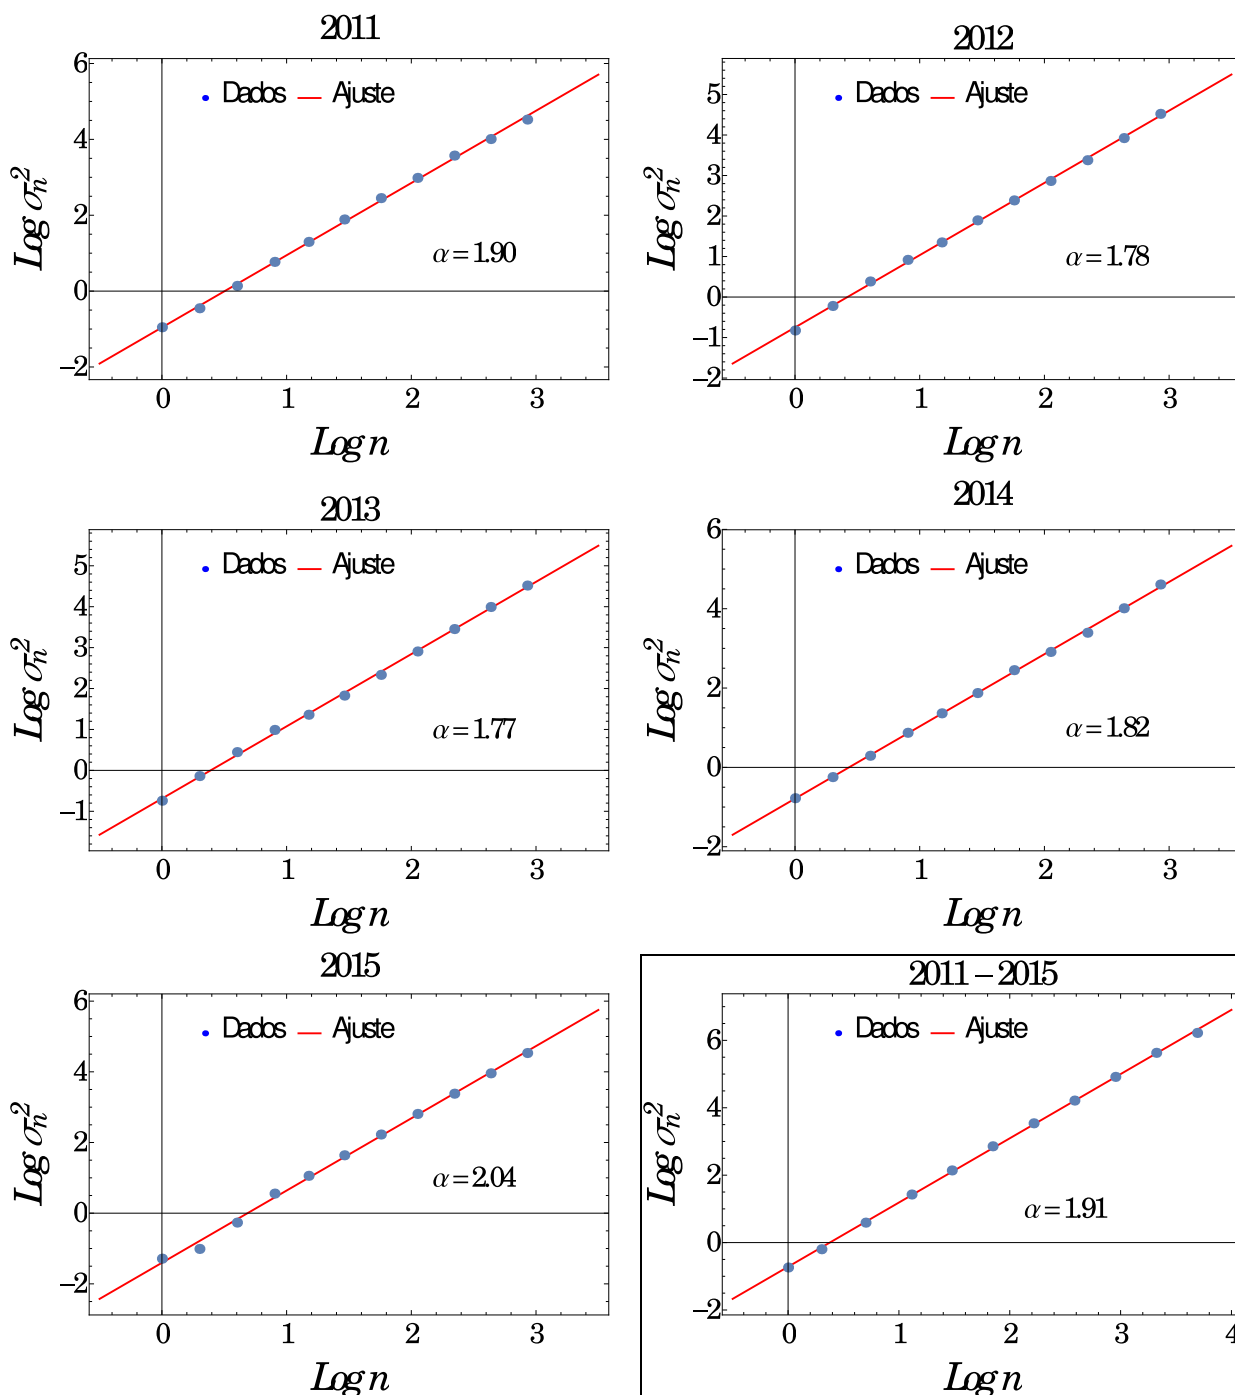 2011
Dados Ajuste
6
4
2
0
−2
Log σn²
α = 1.90
0 1 2 3
Log n
2012
Dados Ajuste
5
4
3
2
1
0
−1
−2
Log σn²
α = 1.78
0 1 2 3
Log n
2013
Dados Ajuste
5
4
3
2
1
0
−1
Log σn²
α = 1.77
0 1 2 3
Log n
2014
Dados Ajuste
6
4
2
0
−2
Log σn²
α = 1.82
0 1 2 3
Log n
2015
Dados Ajuste
6
4
2
0
−2
Log σn²
α = 2.04
0 1 2 3
Log n
2011 – 2015
Dados Ajuste
6
4
2
0
−2
Log σn²
α = 1.91
0 1 2 3 4
Log n